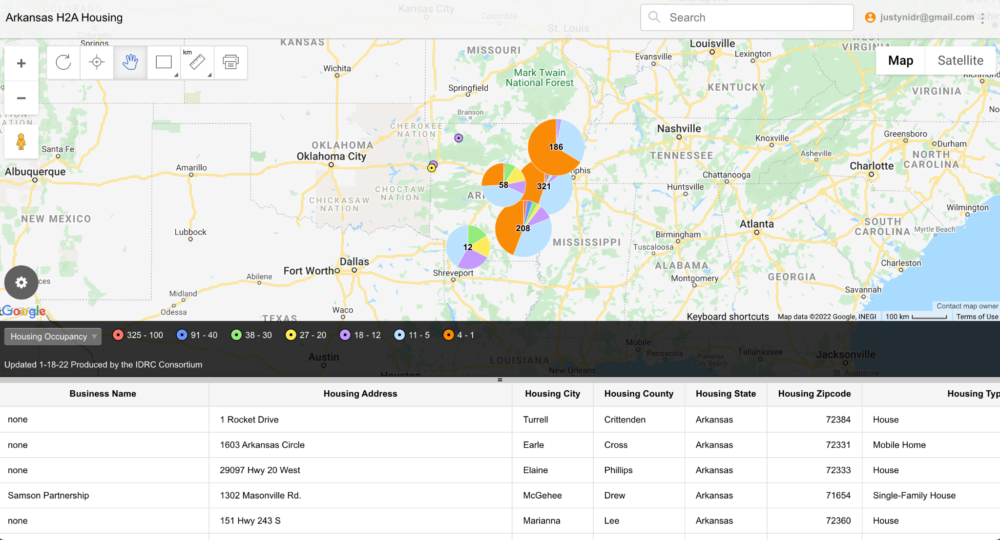 COLORADO
Kansas City
Columbia
Indianapolis
Arkansas H2A Housing
Search
justynidr@gmail.com
St. Louis
Colorado
Springs
KANSAS
MISSOURI
Louisville
Lexington
Evansville
WEST
VIRGINIA
km
Map
Satellite
Wichita
Mark Twain
National Forest
Springfield
KENTUCKY
Richmond
VIRGINIA
NATION
Branson
CHEROKEE
NATION
Nashville
Knoxville
Greensboro
Durham
Santa Fe
OKLAHOMA
Oklahoma City
186
TENNESSEE
Asheville
NORTH
CAROLINA
Albuquerque
Amarillo
Charlotte
Chattanooga
58
321
Huntsville
CHOCTAW
NATION
CHICKASAW
NATION
NEW MEXICO
Wilmington
Lubbock
208
Atlanta
SOUTH
CAROLINA
Myrtle Beach
Birmingham
MISSISSIPPI
Tuscaloosa
12
Dallas
Fort Worth
Abilene
Shreveport
ALABAMA
Charleston
Montgomery
GEORGIA
Savannah
Midland
Odessa
Waco
TEXAS
Google
Contact map owner
Keyboard shortcuts
Map data ©2022 Google, INEGI
100 km
Terms of Use
Housing Occupancy
325 - 100
91 - 40
38 - 30
27 - 20
18 - 12
11 - 5
4 - 1
Mobile
Pensacola
Panama
City Beach
Tallahassee
Jacksonville
Austin
LOUISIANA
Updated 1-18-22 Produced by the IDRC Consortium
Houston
New Orleans
St. Augustine
Business Name Housing Address Housing City Housing County Housing State Housing Zipcode Housing Typ
none 1 Rocket Drive Turrell Crittenden Arkansas 72384 House
none 1603 Arkansas Circle Earle Cross Arkansas 72331 Mobile Home
none 29097 Hwy 20 West Elaine Phillips Arkansas 72333 House
Samson Partnership 1302 Masonville Rd. McGehee Drew Arkansas 71654 Single-Family House
none 151 Hwy 243 S Marianna Lee Arkansas 72360 House